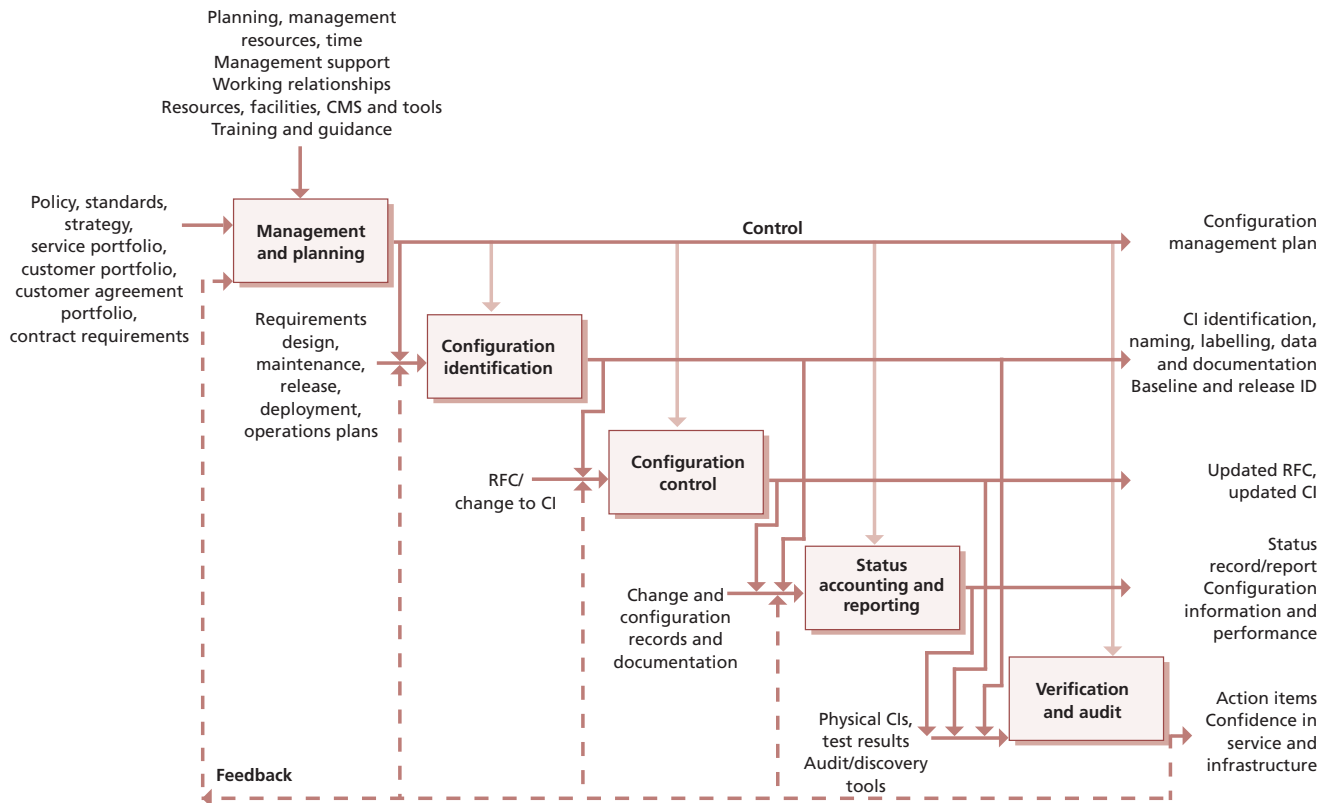 Planning, management
resources, time
Management support
Working relationships
Resources, facilities, CMS and tools
Training and guidance
Policy, standards,
strategy,
service portfolio,
customer portfolio,
customer agreement
portfolio,
contract requirements
Management
and planning
Control
Configuration
management plan
Requirements
design,
maintenance,
release,
deployment,
operations plans
Configuration
identification
CI identification,
naming, labelling, data
and documentation
Baseline and release ID
RFC/
change to CI
Configuration
control
Updated RFC,
updated CI
Change and
configuration
records and
documentation
Status
accounting and
reporting
Status
record/report
Configuration
information and
performance
Physical CIs,
test results
Audit/discovery
tools
Verification
and audit
Action items
Confidence in
service and
infrastructure
Feedback